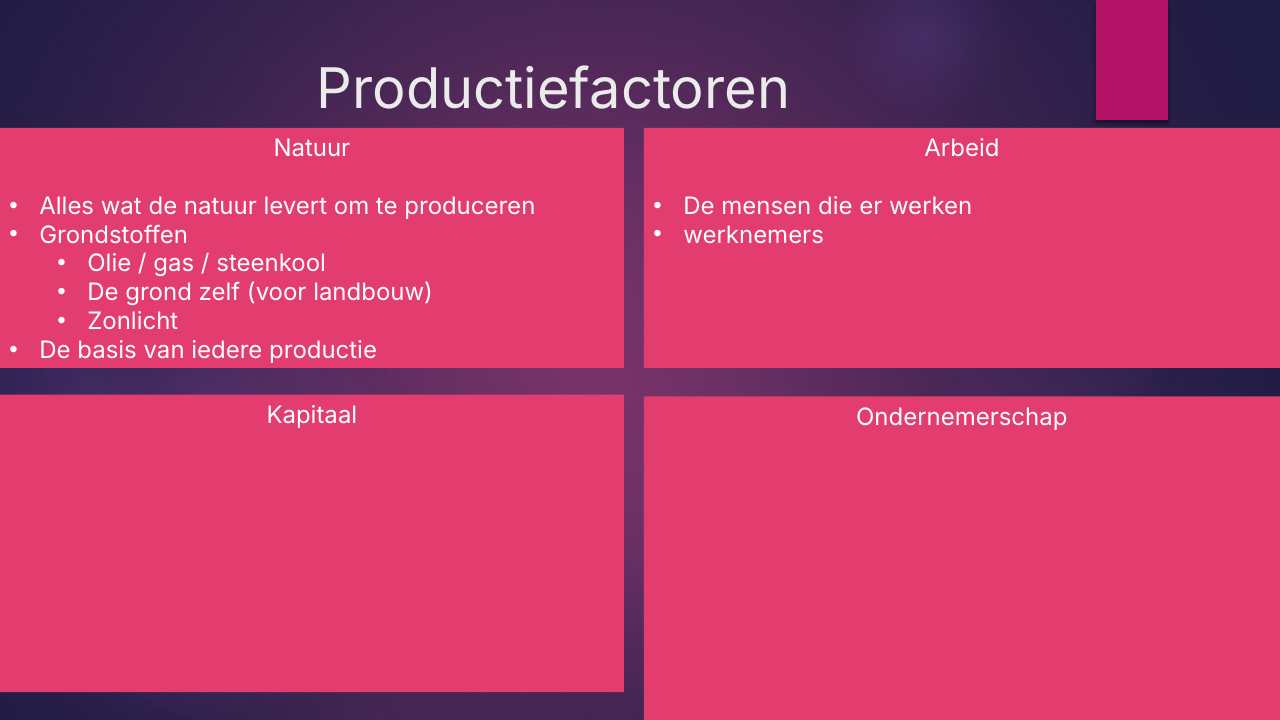 Productiefactoren
Natuur
• Alles wat de natuur levert om te produceren
• Grondstoffen
• Olie / gas / steenkool
• De grond zelf (voor landbouw)
• Zonlicht
• De basis van iedere productie
Arbeid
• De mensen die er werken
• werknemers
Kapitaal
Ondernemerschap